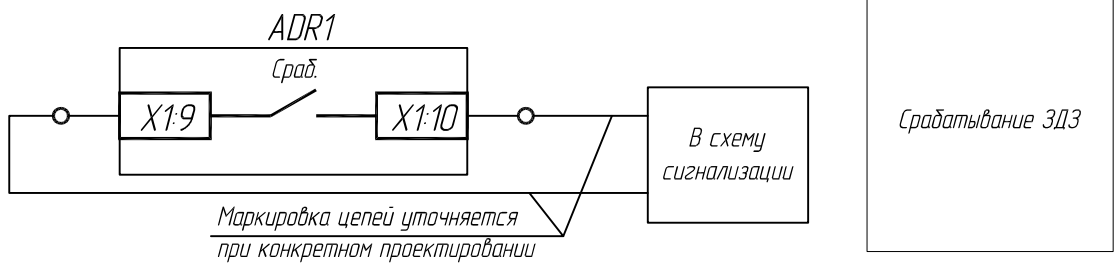 ADR1
Сраб.
X1:9
X1:10
В схему
сигнализации
Маркировка цепей уточняется
при конкретном проектировании
Срабатывание ЗДЗ